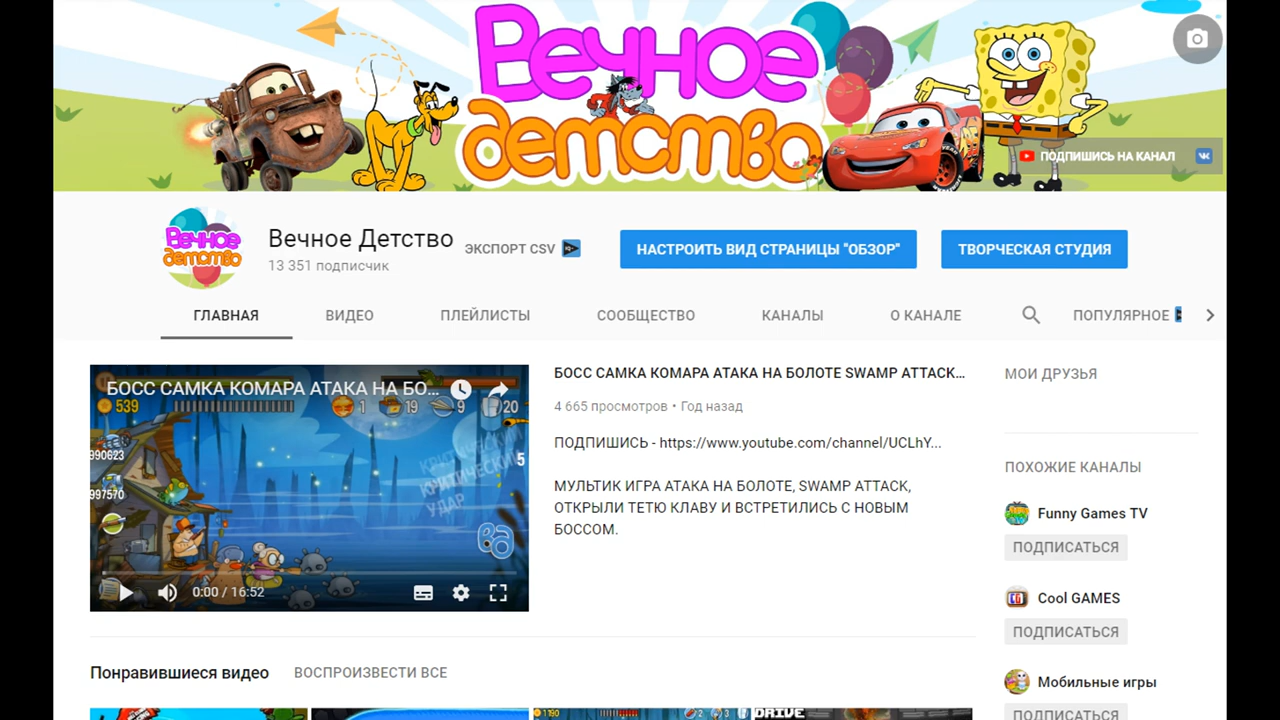 Вечное
детство
ПОДПИШИСЬ НА КАНАЛ
Вечное
детство
Вечное Детство
13 351 подписчик
ЭКСПОРТ CSV
НАСТРОИТЬ ВИД СТРАНИЦЫ "ОБЗОР"
ТВОРЧЕСКАЯ СТУДИЯ
ГЛАВНАЯ
ВИДЕО
ПЛЕЙЛИСТЫ
СООБЩЕСТВО
КАНАЛЫ
О КАНАЛЕ
ПОПУЛЯРНОЕ
БОСС САМКА КОМАРА АТАКА НА БО...
539
1
19
9
20
990623
997570
5
КРИТИЧЕСКИЙ
УДАР
0:00 / 16:52
БОСС САМКА КОМАРА АТАКА НА БОЛОТЕ SWAMP ATTACK...
4 665 просмотров • Год назад
ПОДПИШИСЬ - https://www.youtube.com/channel/UCLhY...
МУЛЬТИК ИГРА АТАКА НА БОЛОТЕ, SWAMP ATTACK,
ОТКРЫЛИ ТЕТЮ КЛАВУ И ВСТРЕТИЛИСЬ С НОВЫМ
БОССОМ.
МОИ ДРУЗЬЯ
ПОХОЖИЕ КАНАЛЫ
Funny Games TV
ПОДПИСАТЬСЯ
Cool GAMES
ПОДПИСАТЬСЯ
Мобильные игры
ПОДПИСАТЬСЯ
Понравившиеся видео
ВОСПРОИЗВЕСТИ ВСЕ
1190
DRIVE